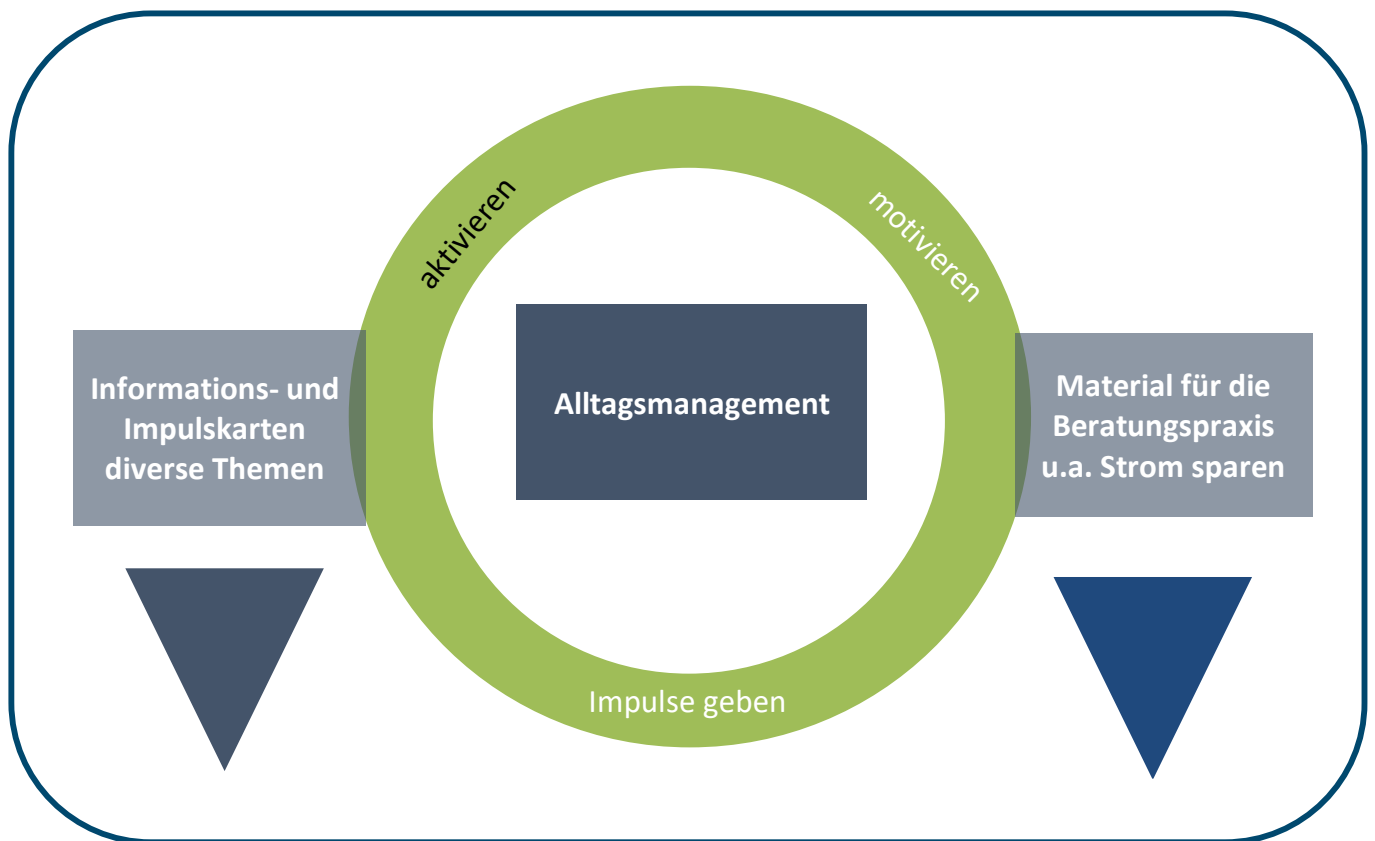 aktivieren
motivieren
Informations- und
Impulskarten
diverse Themen
Alltagsmanagement
Material für die
Beratungspraxis
u.a. Strom sparen
Impulse geben